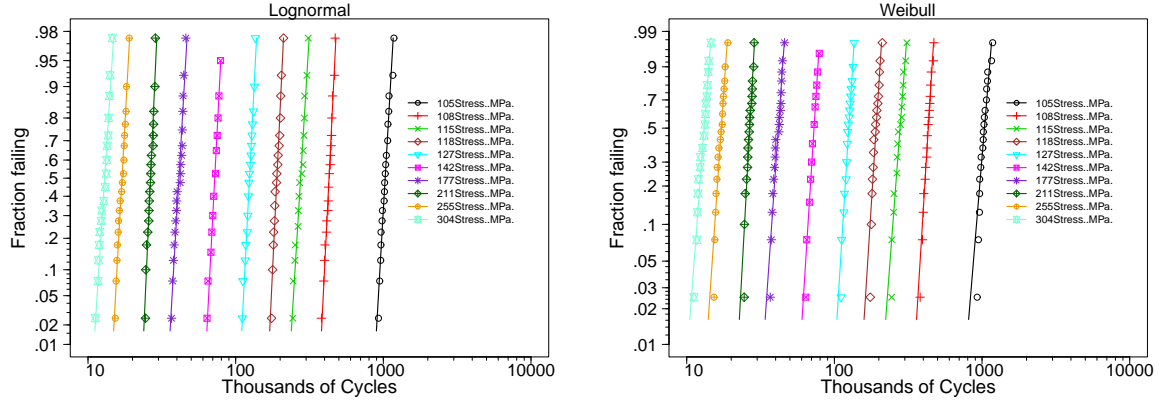 Lognormal
Fraction failing
.98
.95
.9
.8
.7
.6
.5
.4
.3
.2
.1
.05
.02
.01
105Stress..MPa.
108Stress..MPa.
115Stress..MPa.
118Stress..MPa.
127Stress..MPa.
142Stress..MPa.
177Stress..MPa.
211Stress..MPa.
255Stress..MPa.
304Stress..MPa.
10 100 1000 10000
Thousands of Cycles
Weibull
Fraction failing
.99
.9
.7
.5
.3
.2
.1
.05
.03
.02
.01
105Stress..MPa.
108Stress..MPa.
115Stress..MPa.
118Stress..MPa.
127Stress..MPa.
142Stress..MPa.
177Stress..MPa.
211Stress..MPa.
255Stress..MPa.
304Stress..MPa.
10 100 1000 10000
Thousands of Cycles